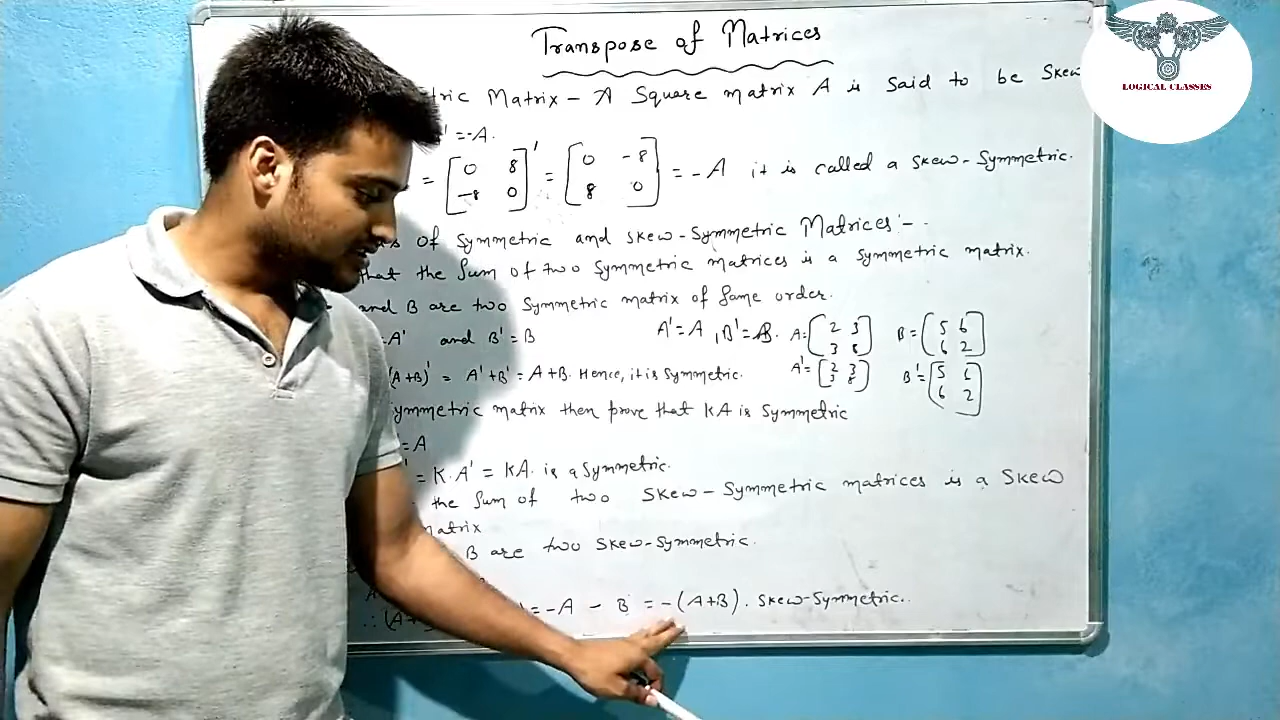 Transpose of Matrices
tric Matrix - A Square matrix A is said to be Skew
' = -A.
= [0 8 -8 0]' = [0 -8 8 0] = -A it is called a Skew-Symmetric.
of Symmetric and Skew-Symmetric Matrices:-
that the Sum of two Symmetric matrices is a Symmetric matrix.
and B are two Symmetric matrix of Same order.
=A' and B' = B A' = A , B' = B. A = [2 3 3 8] B = [5 6 6 2]
(A+B)' = A'+B' = A+B. Hence, it is Symmetric. A' = [2 3 3 8] B' = [5 6 6 2]
Symmetric matrix then prove that KA is Symmetric
= A
' = K.A' = KA. is a Symmetric.
the Sum of two Skew-Symmetric matrices is a Skew
matrix
B are two Skew-Symmetric.
= -A - B = -(A+B). Skew-Symmetric.
LOGICAL CLASSES